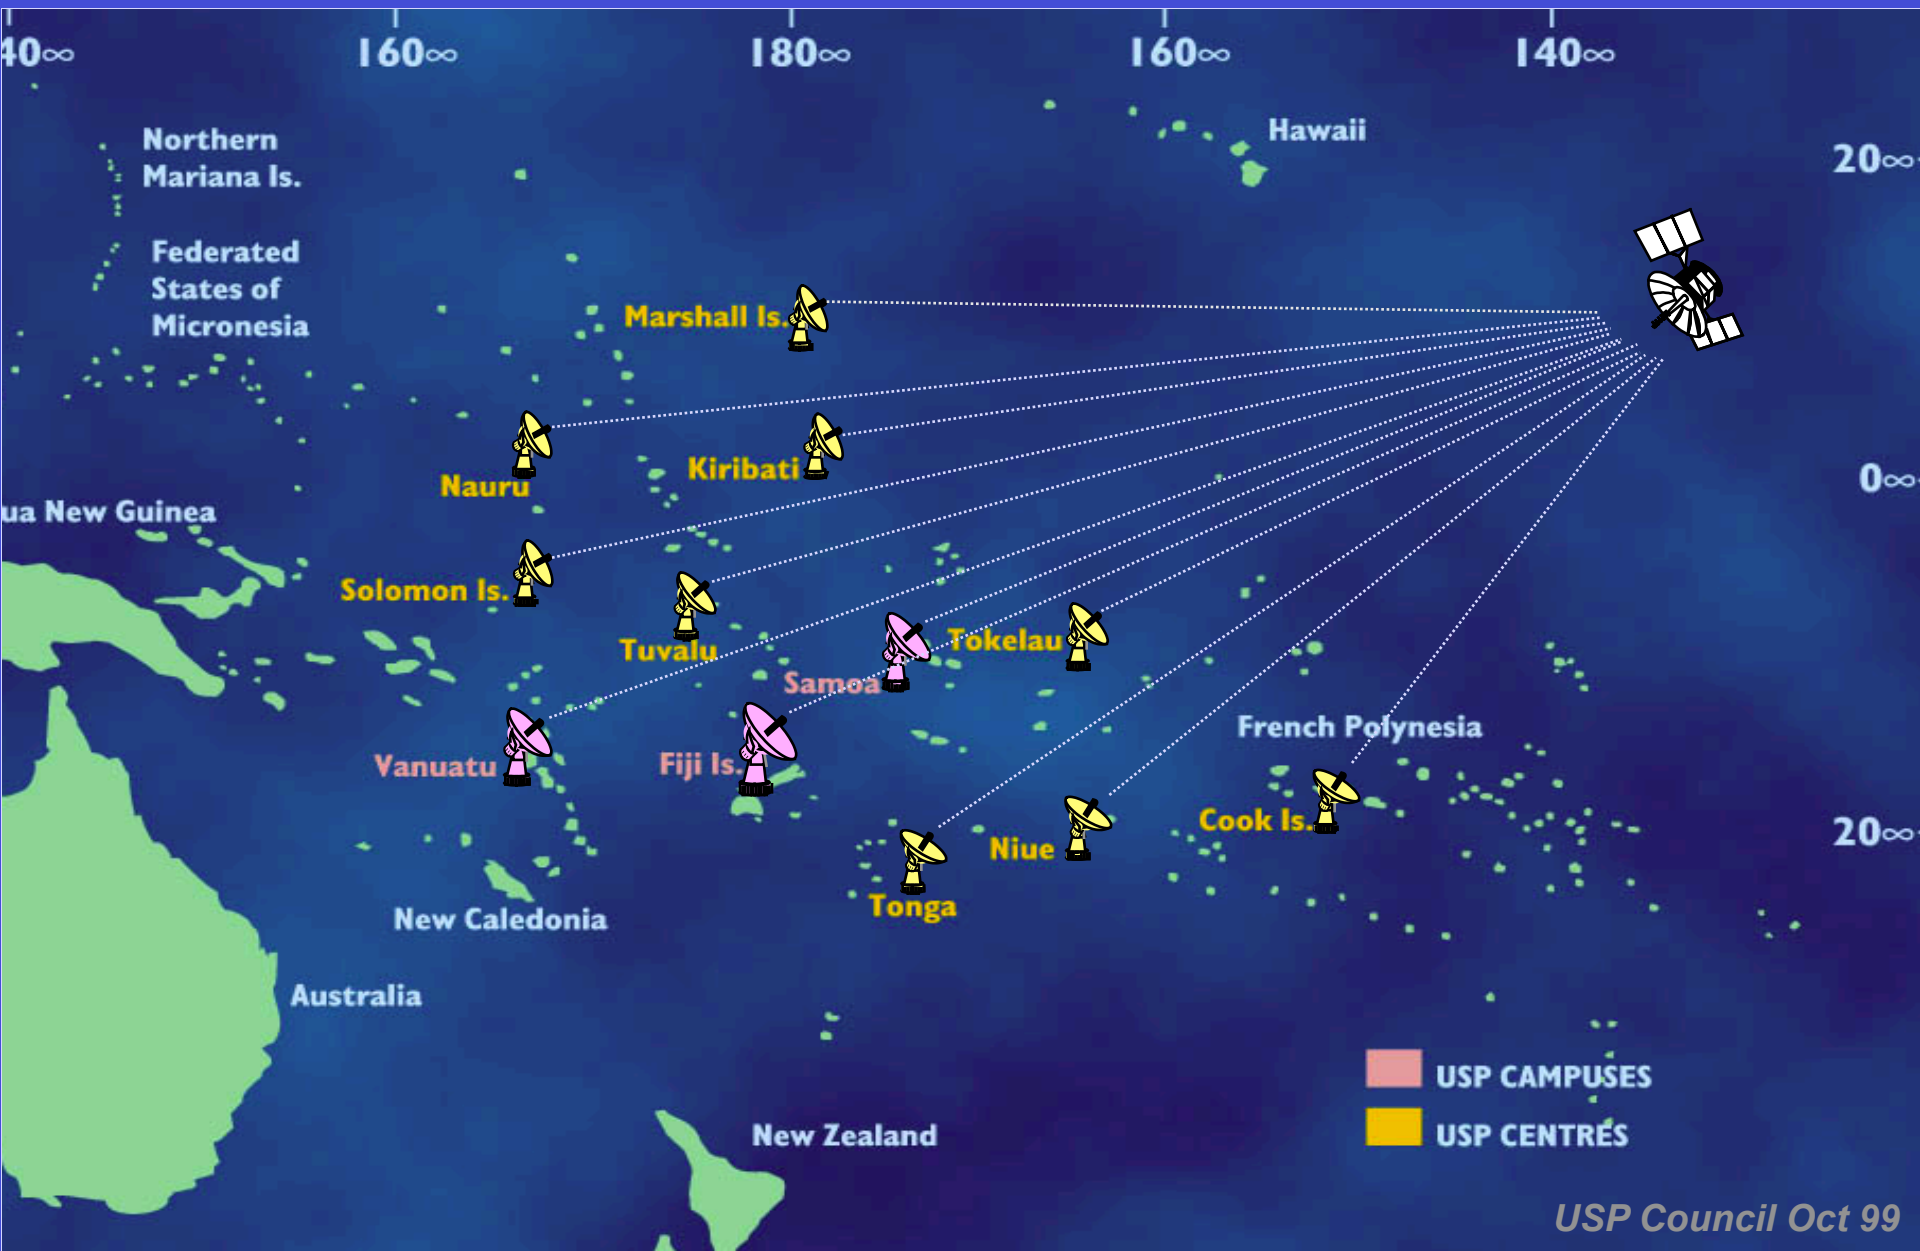 40∞
160∞
180∞
160∞
140∞
Northern
Mariana Is.
Hawaii
20∞
Federated
States of
Micronesia
Marshall Is.
Nauru
Kiribati
0∞
ua New Guinea
Solomon Is.
Tuvalu
Tokelau
Samoa
French Polynesia
Vanuatu
Fiji Is.
Cook Is.
20∞
Niue
Tonga
New Caledonia
Australia
USP CAMPUSES
New Zealand
USP CENTRES
USP Council Oct 99